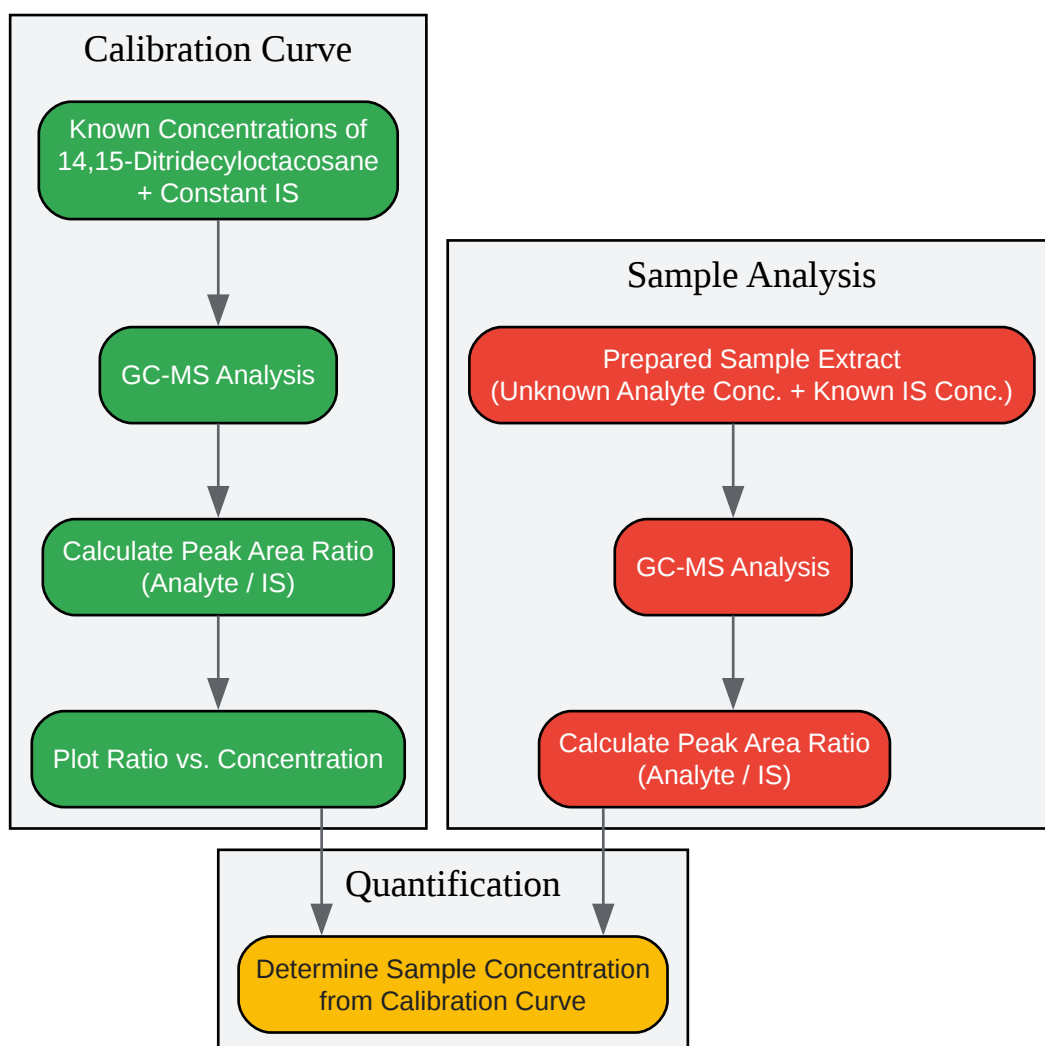 Calibration Curve
Known Concentrations of
14,15-Ditridecyloctacosane
+ Constant IS
GC-MS Analysis
Calculate Peak Area Ratio
(Analyte / IS)
Plot Ratio vs. Concentration
Sample Analysis
Prepared Sample Extract
(Unknown Analyte Conc. + Known IS Conc.)
GC-MS Analysis
Calculate Peak Area Ratio
(Analyte / IS)
Quantification
Determine Sample Concentration
from Calibration Curve